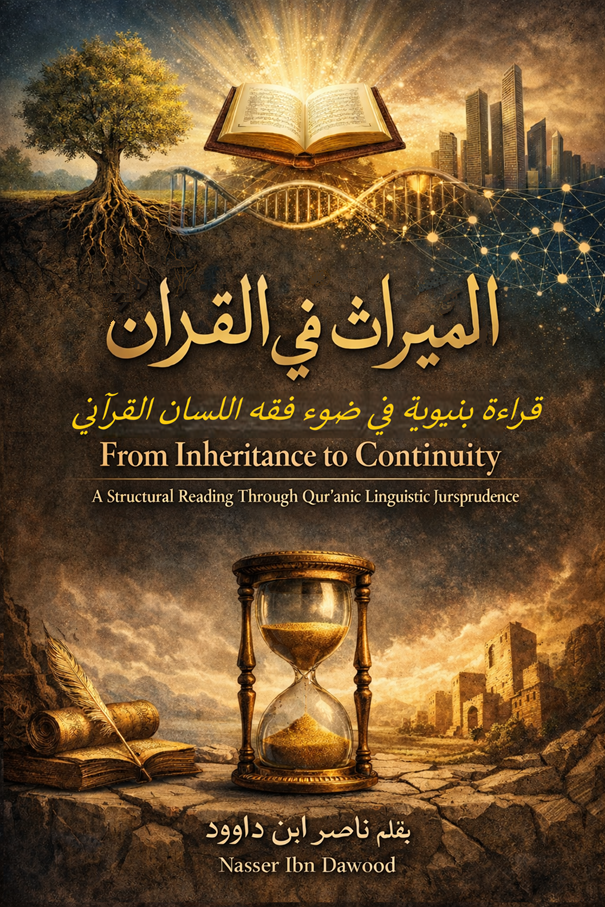 الميراث في القران
قراءة بنيوية في ضوء فقه اللسان القرآني
From Inheritance to Continuity
A Structural Reading Through Qur'anic Linguistic Jursprudence
بقلم ناصر ابن داوود
Nasser Ibn Dawood